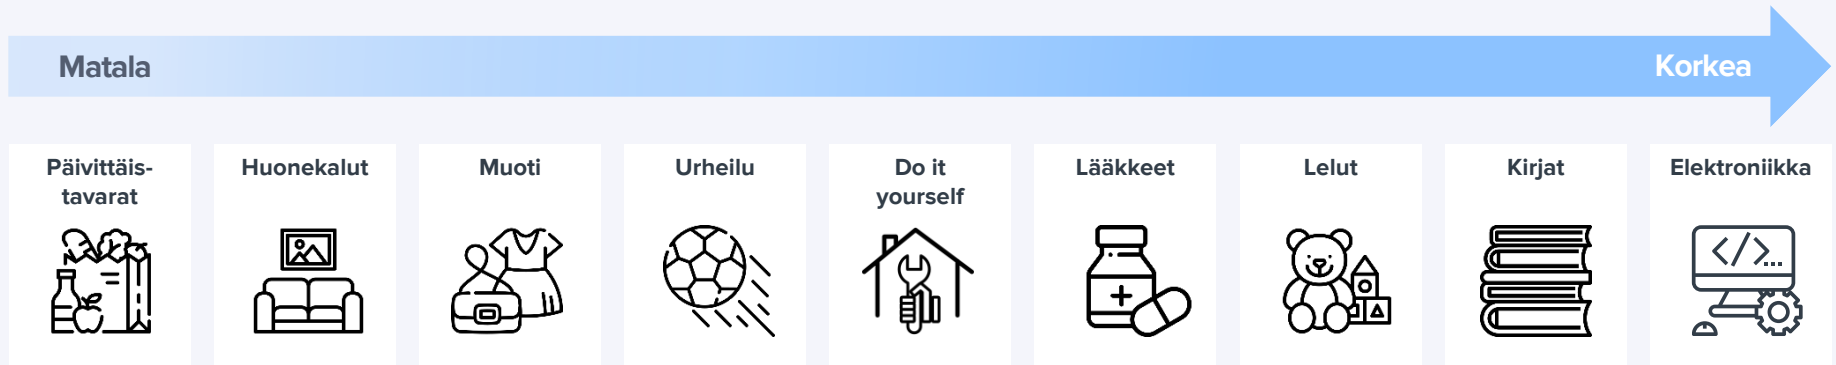 Matala
Korkea
Päivittäis-
tavarat
Huonekalut
Muoti
Urheilu
Do it
yourself
Lääkkeet
Lelut
Kirjat
Elektroniikka